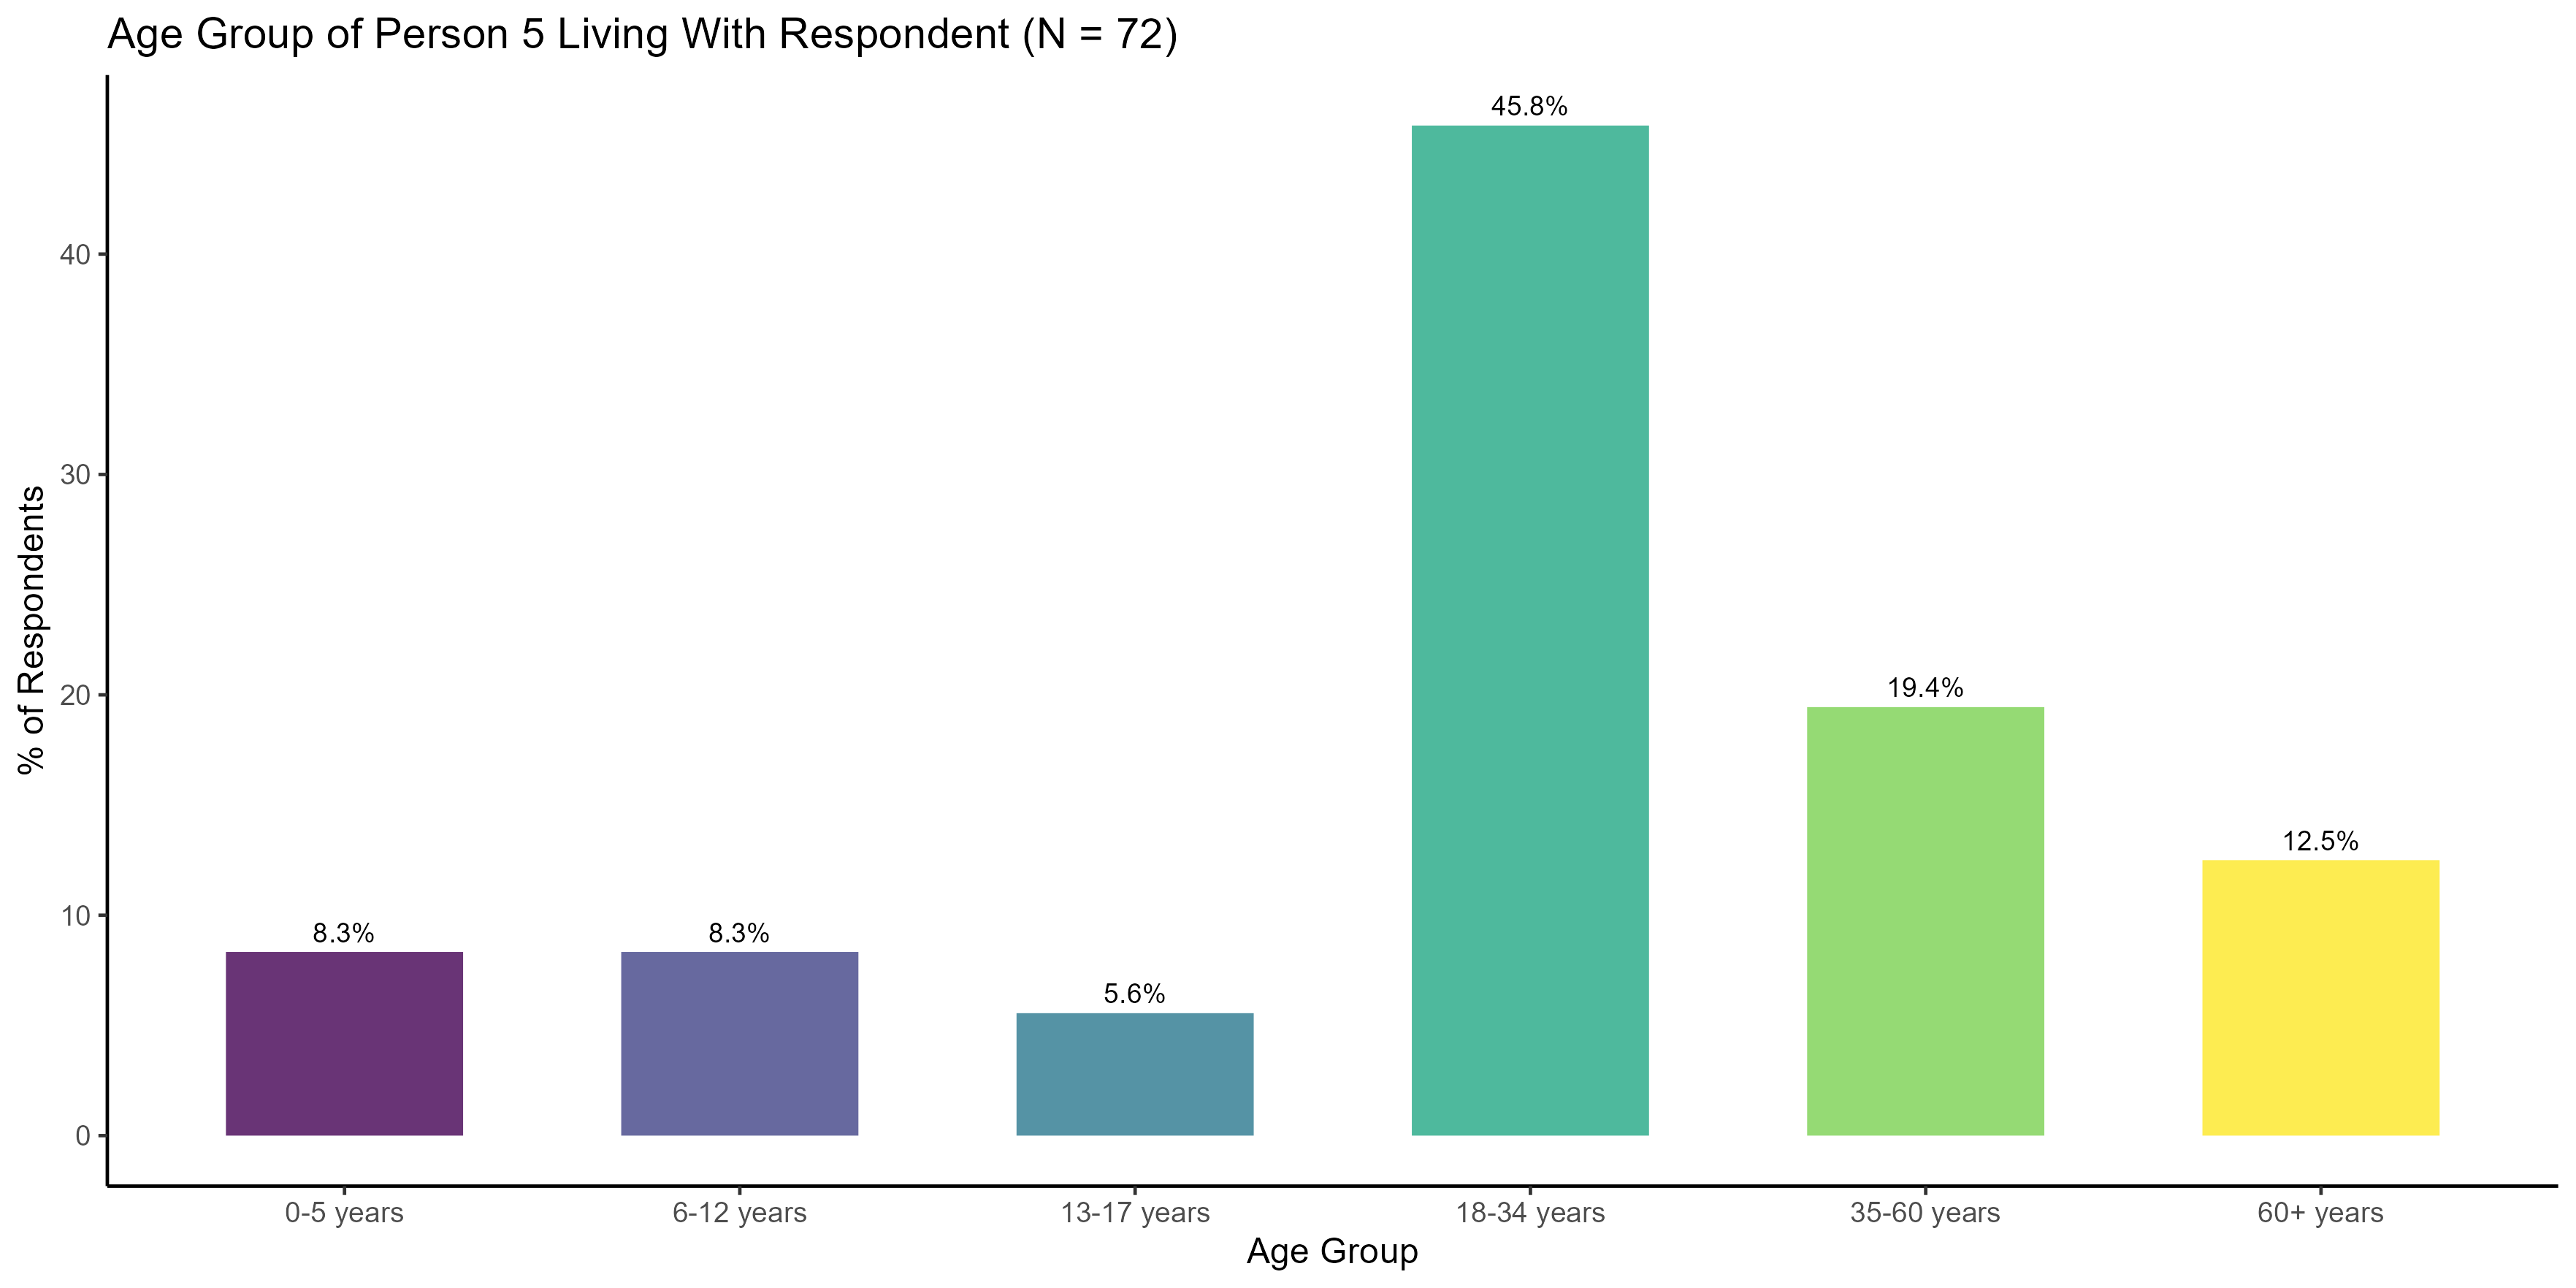 Age Group of Person 5 Living With Respondent (N = 72)
% of Respondents
40
30
20
10
0
45.8%
19.4%
12.5%
8.3%
8.3%
5.6%
0-5 years
6-12 years
13-17 years
18-34 years
35-60 years
60+ years
Age Group